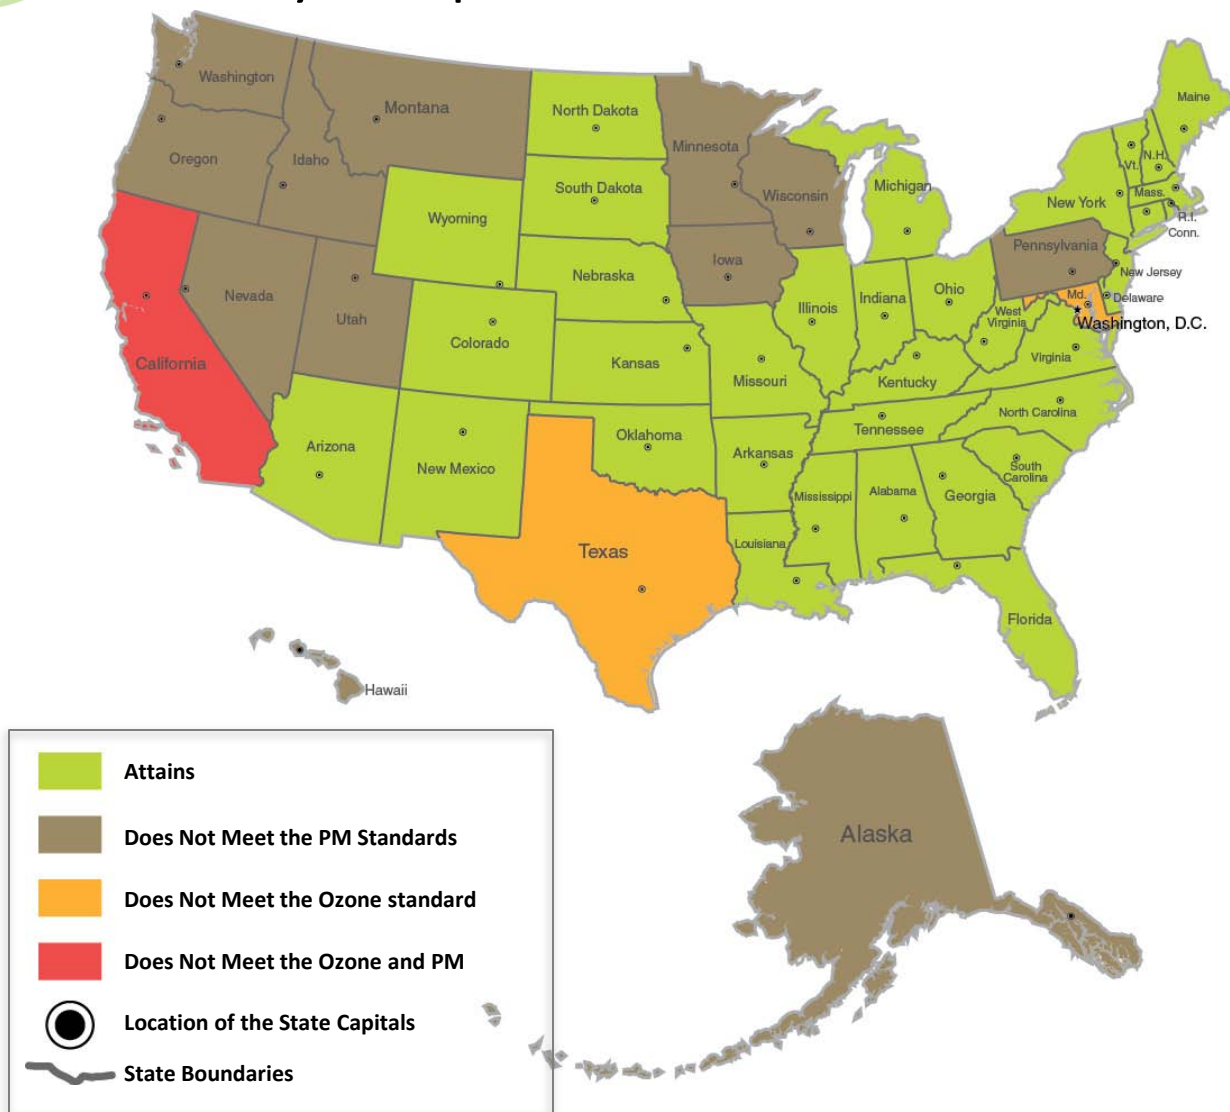 Washington
Montana
North Dakota
Minnesota
Maine
Oregon
Idaho
South Dakota
Wisconsin
Michigan
Vt.
N.H.
New York
Mass.
R.I.
Conn.
Wyoming
Nebraska
Iowa
Pennsylvania
New Jersey
Nevada
Utah
Colorado
Kansas
Missouri
Illinois
Indiana
Ohio
West
Virginia
Md.
Delaware
Washington, D.C.
Virginia
Kentucky
California
Arizona
New Mexico
Oklahoma
Arkansas
Tennessee
North Carolina
South
Carolina
Texas
Louisiana
Mississippi
Alabama
Georgia
Florida
Hawaii
Alaska
Attains
Does Not Meet the PM Standards
Does Not Meet the Ozone standard
Does Not Meet the Ozone and PM
Location of the State Capitals
State Boundaries